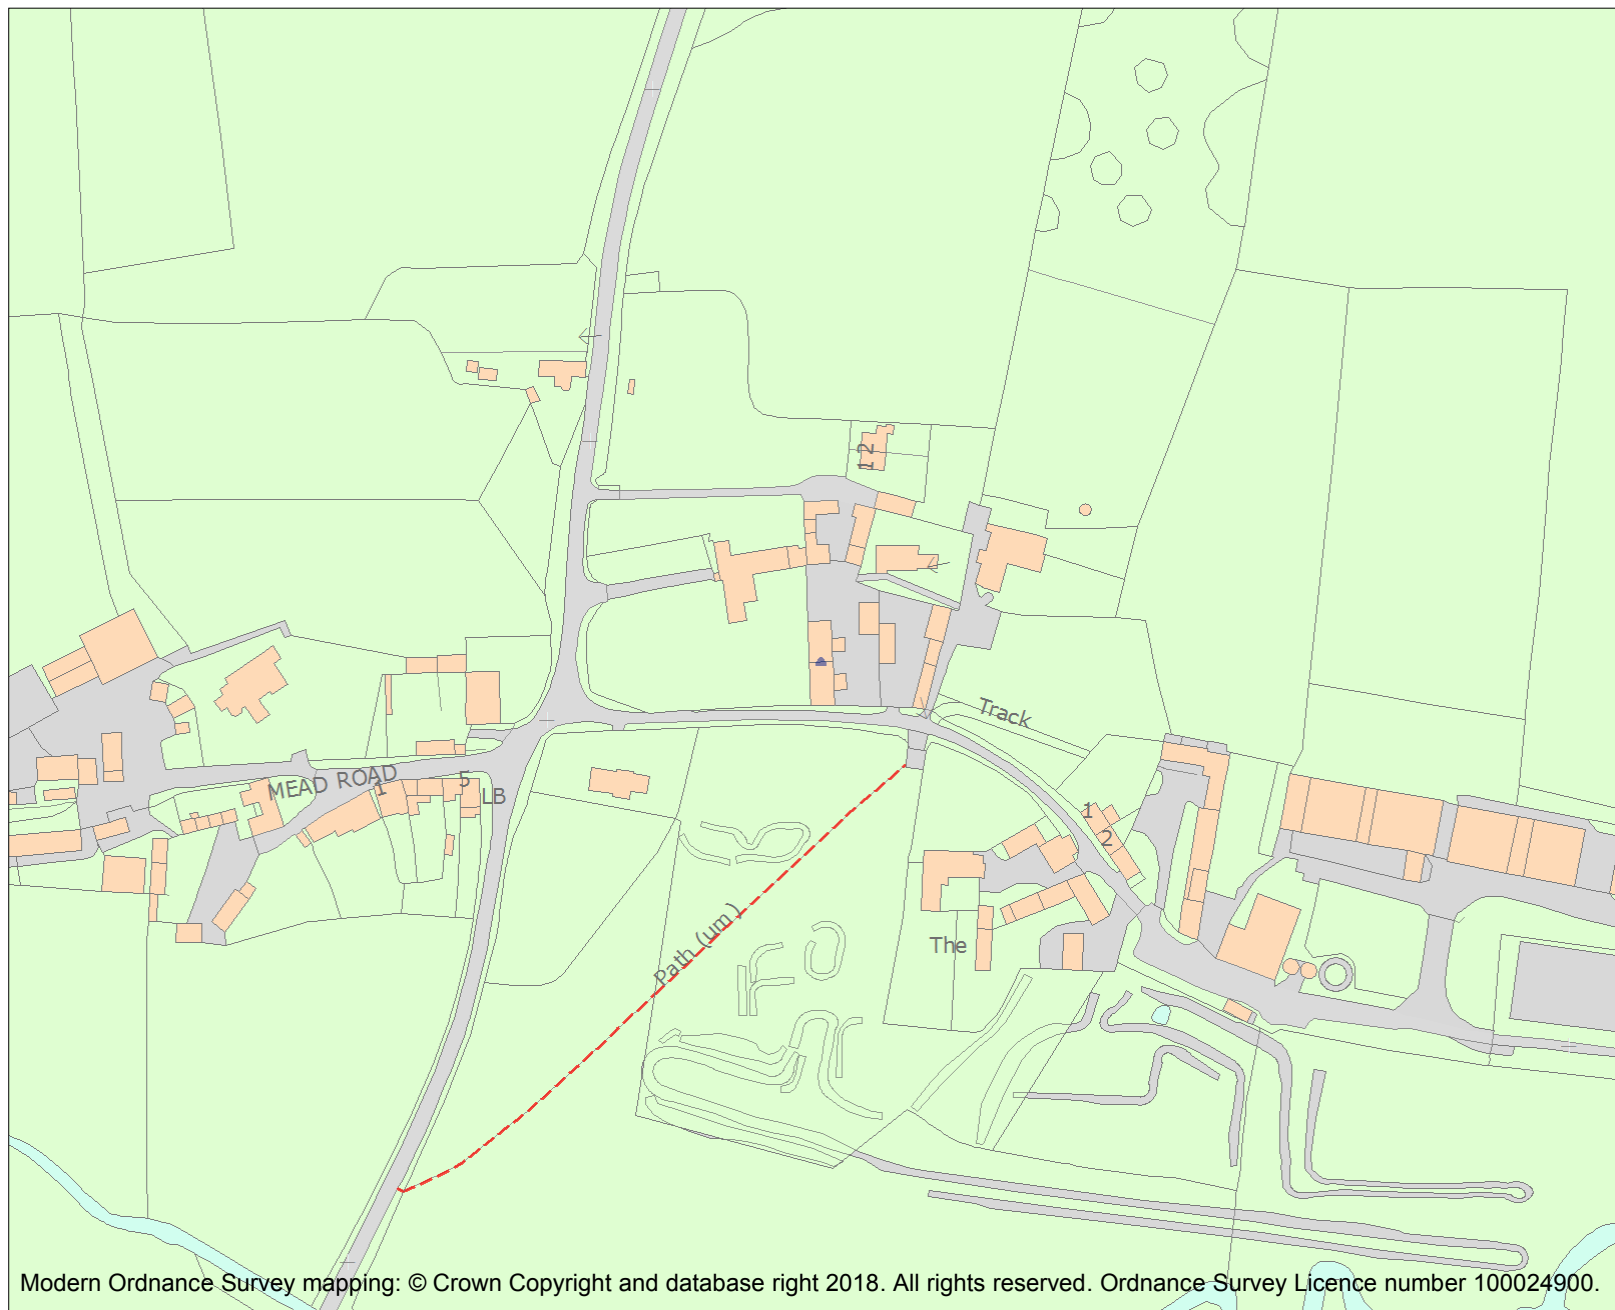 12
Track
MEAD ROAD
1
5
LB
1
2
Path (um)
The
Modern Ordnance Survey mapping: © Crown Copyright and database right 2018. All rights reserved. Ordnance Survey Licence number 100024900.